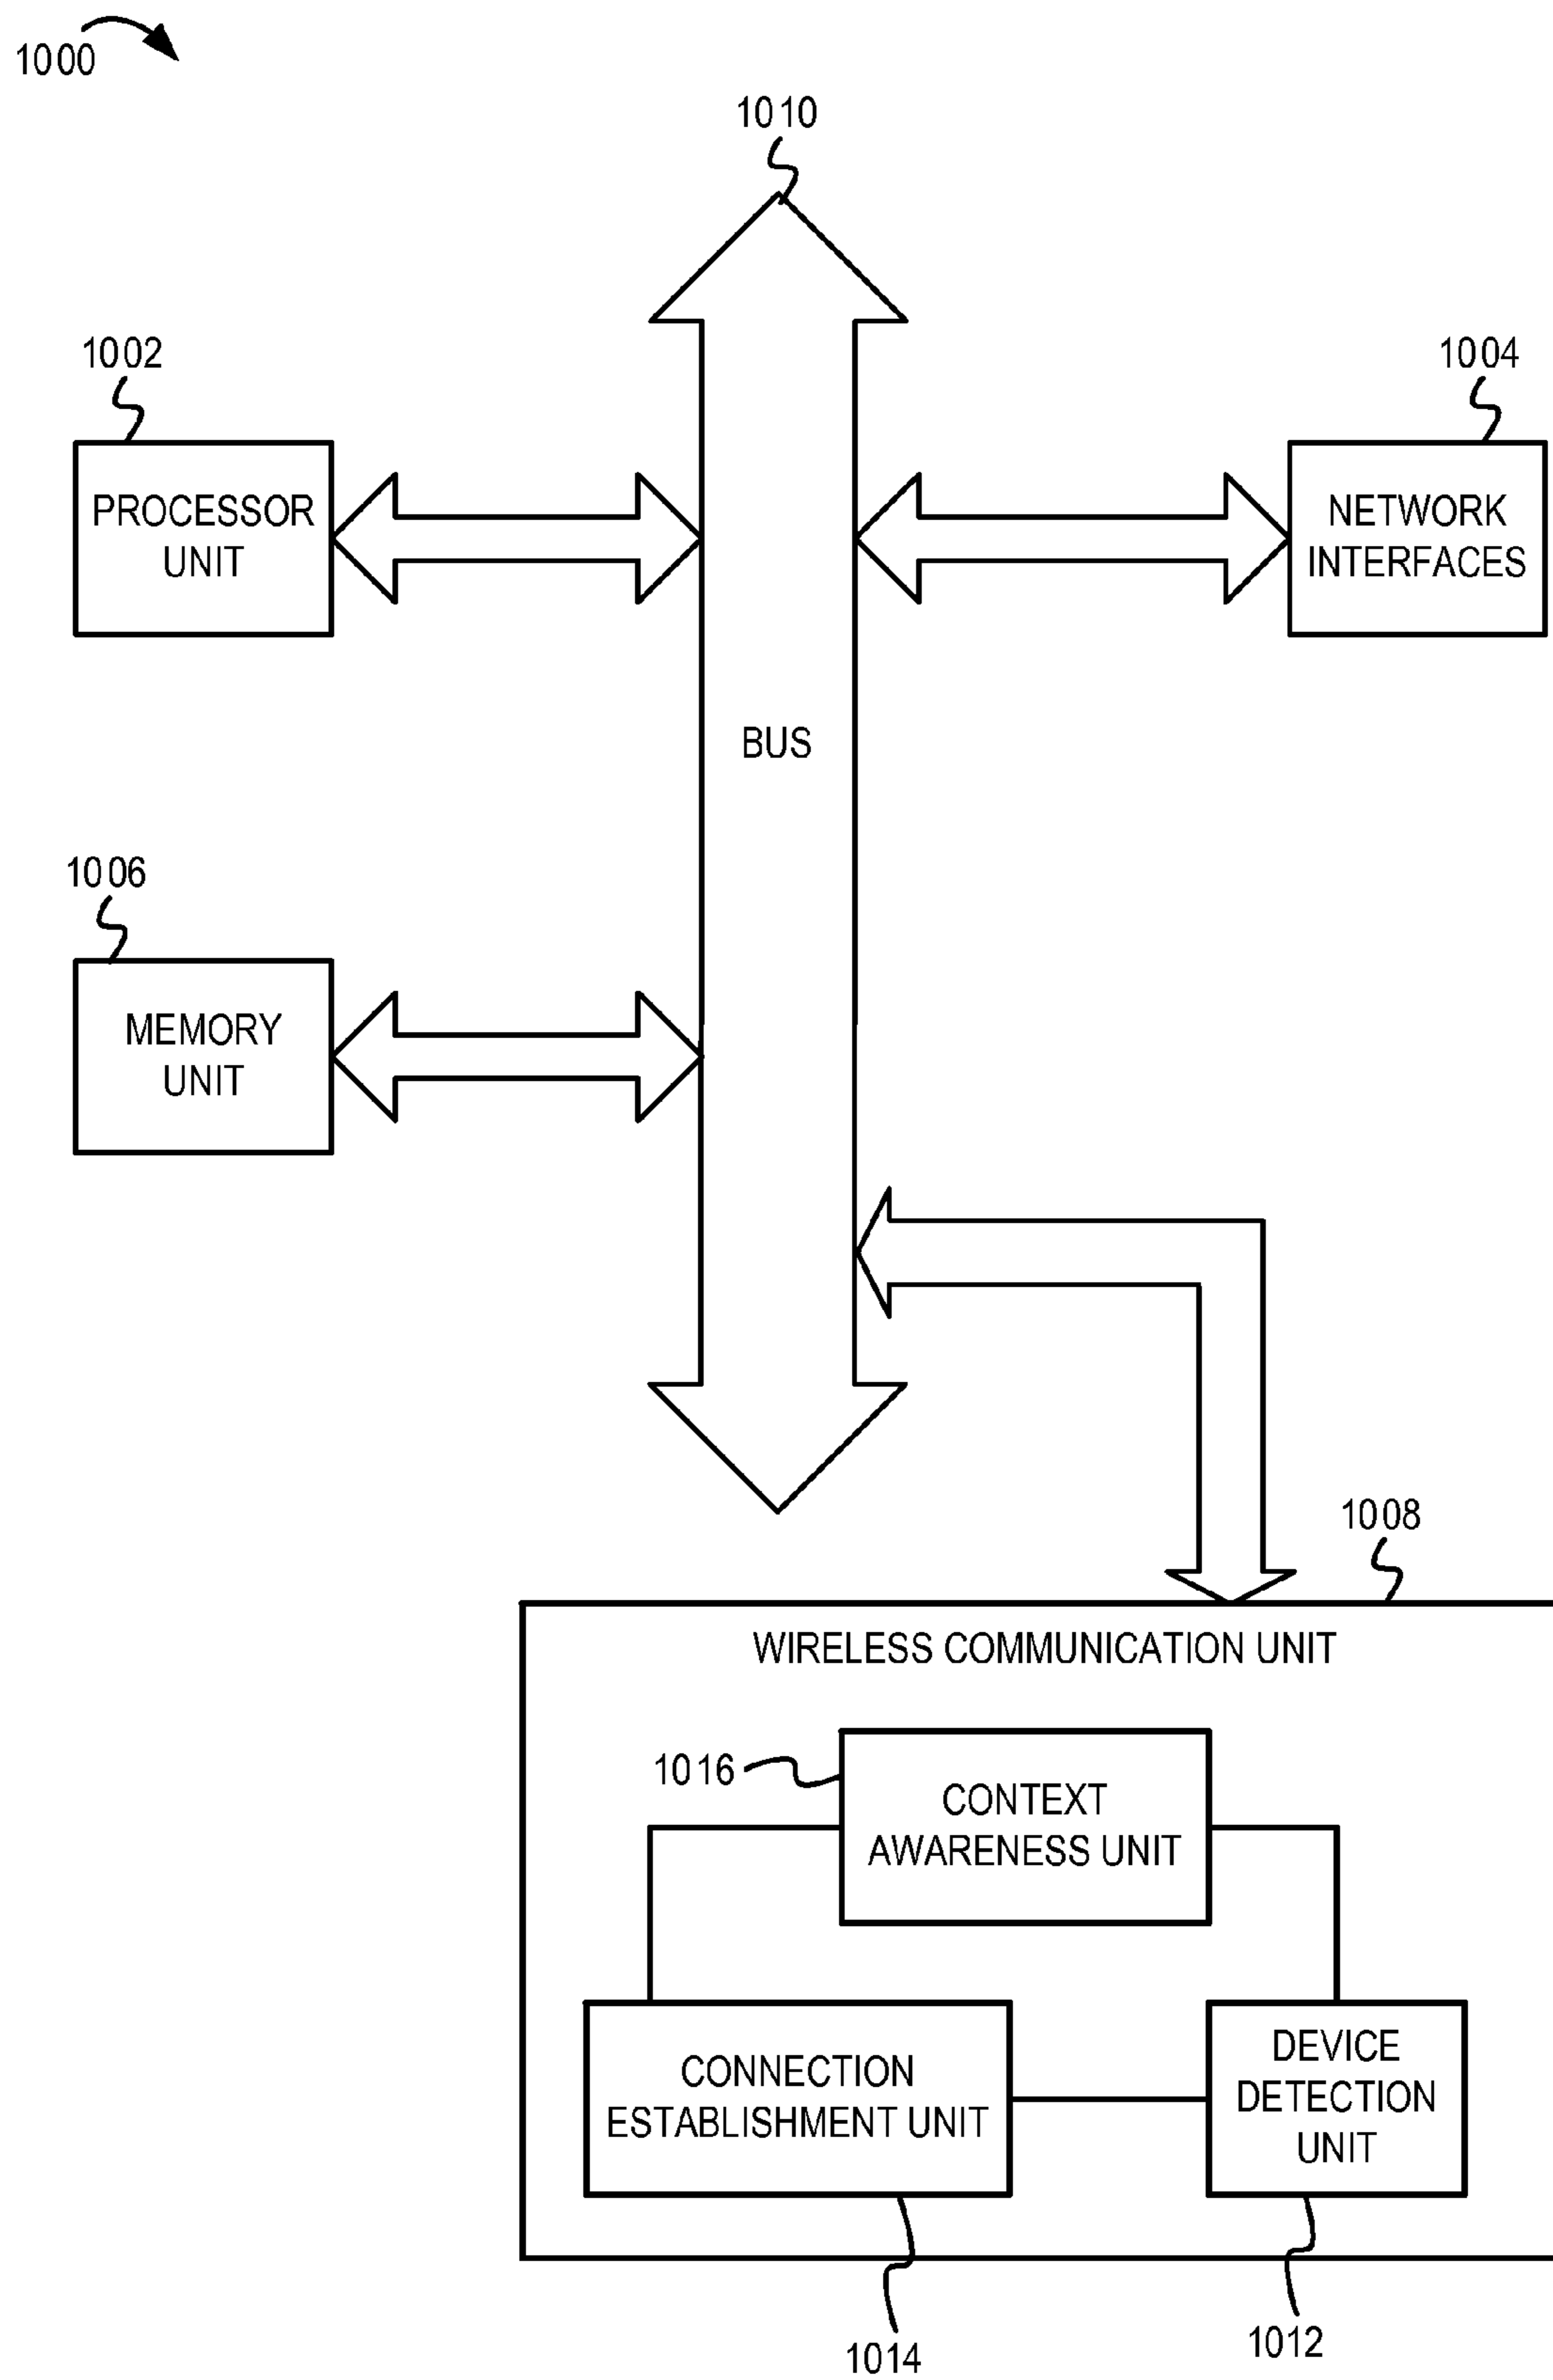 1000
1010
1002
1004
PROCESSOR
UNIT
NETWORK
INTERFACES
BUS
1006
MEMORY
UNIT
1008
WIRELESS COMMUNICATION UNIT
1016
CONTEXT
AWARENESS UNIT
CONNECTION
ESTABLISHMENT UNIT
DEVICE
DETECTION
UNIT
1014
1012